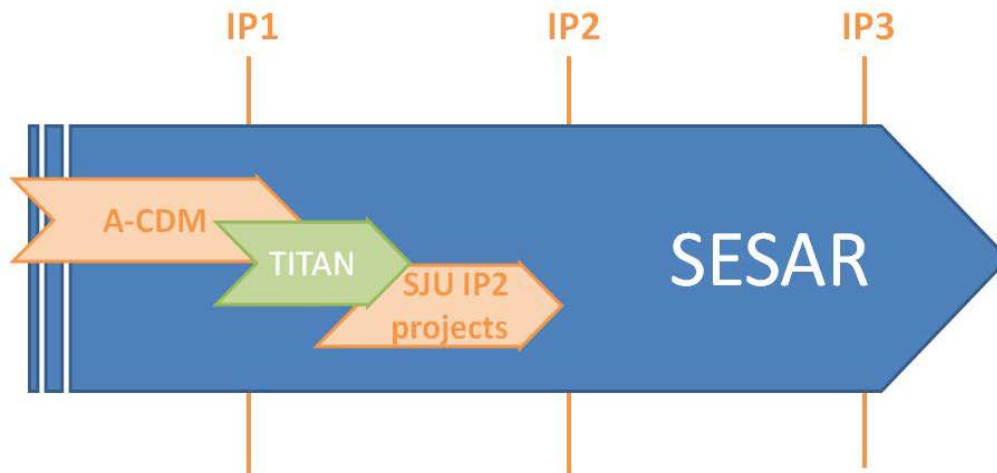 IP1
IP2
IP3
A-CDM
TITAN
SJU IP2
projects
SESAR